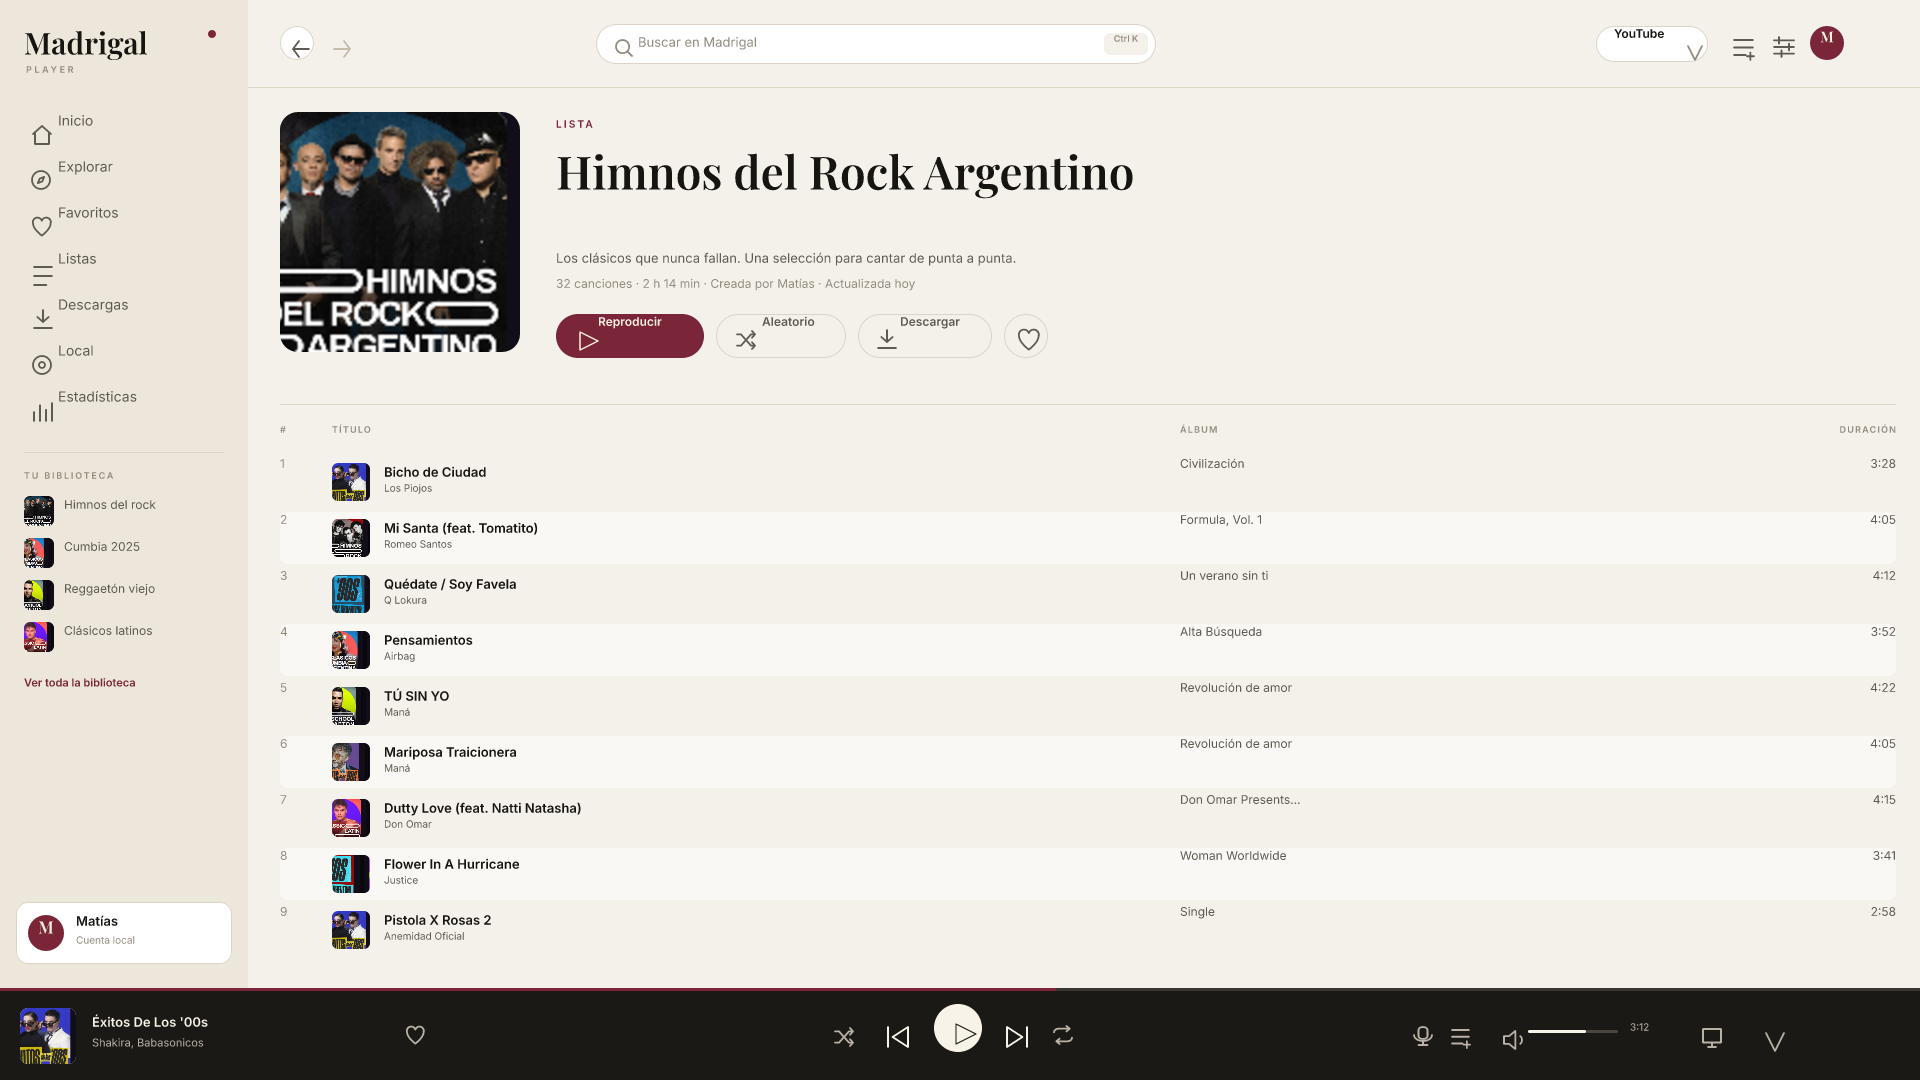 Madrigal
PLAYER
Inicio
Explorar
Favoritos
Listas
Descargas
Local
Estadísticas
TU BIBLIOTECA
Himnos del rock
Cumbia 2025
Reggaetón viejo
Clásicos latinos
Ver toda la biblioteca
M
Matías
Cuenta local
Buscar en Madrigal
Ctrl K
YouTube
M
HIMNOS
DEL ROCK
ARGENTINO
LISTA
Himnos del Rock Argentino
Los clásicos que nunca fallan. Una selección para cantar de punta a punta.
32 canciones · 2 h 14 min · Creada por Matías · Actualizada hoy
Reproducir
Aleatorio
Descargar
# TÍTULO ÁLBUM DURACIÓN
1 Bicho de Ciudad Civilización 3:28
Los Piojos
2 Mi Santa (feat. Tomatito) Formula, Vol. 1 4:05
Romeo Santos
3 Quédate / Soy Favela Un verano sin ti 4:12
Q Lokura
4 Pensamientos Alta Búsqueda 3:52
Airbag
5 TÚ SIN YO Revolución de amor 4:22
Maná
6 Mariposa Traicionera Revolución de amor 4:05
Maná
7 Dutty Love (feat. Natti Natasha) Don Omar Presents... 4:15
Don Omar
8 Flower In A Hurricane Woman Worldwide 3:41
Justice
9 Pistola X Rosas 2 Single 2:58
Anemidad Oficial
Éxitos De Los '00s
Shakira, Babasonicos
3:12